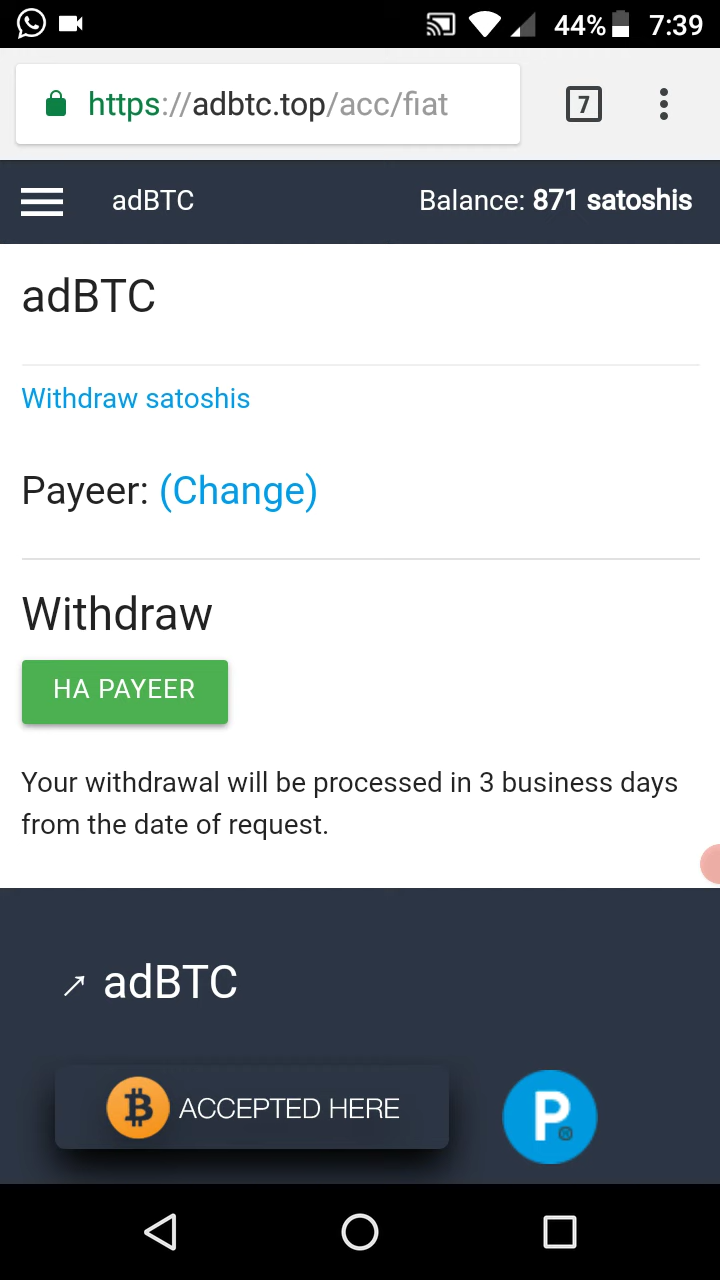 44% 7:39
https://adbtc.top/acc/fiat 7
adBTC Balance: 871 satoshis
adBTC
Withdraw satoshis
Payeer: (Change)
Withdraw
HA PAYEER
Your withdrawal will be processed in 3 business days
from the date of request.
↗ adBTC
ACCEPTED HERE P